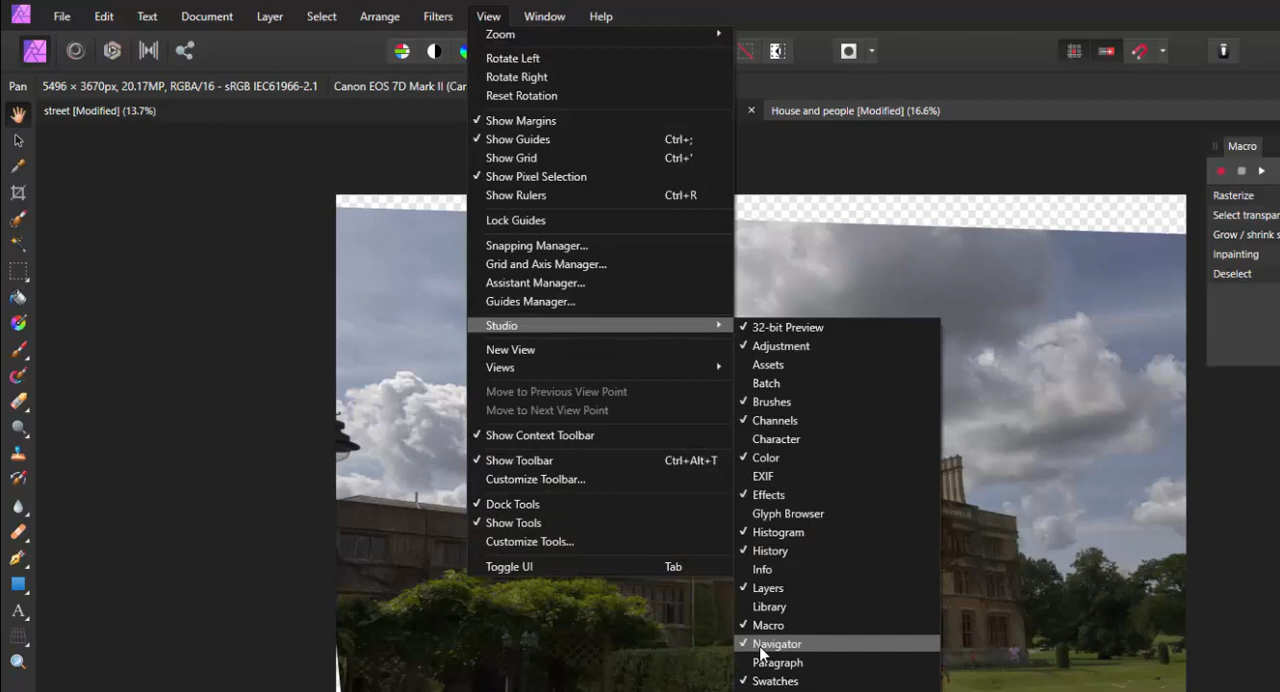 File Edit Text Document Layer Select Arrange Filters View Window Help
Pan 5496 × 3670px, 20.17MP, RGBA/16 - sRGB IEC61966-2.1 Canon EOS 7D Mark II (Can
street [Modified] (13.7%) House and people [Modified] (16.6%)
Zoom
Rotate Left
Rotate Right
Reset Rotation
Show Margins
Show Guides Ctrl+;
Show Grid Ctrl+'
Show Pixel Selection
Show Rulers Ctrl+R
Lock Guides
Snapping Manager...
Grid and Axis Manager...
Assistant Manager...
Guides Manager...
Studio
New View
Views
Move to Previous View Point
Move to Next View Point
Show Context Toolbar
Show Toolbar Ctrl+Alt+T
Customize Toolbar...
Dock Tools
Show Tools
Customize Tools...
Toggle UI Tab
32-bit Preview
Adjustment
Assets
Batch
Brushes
Channels
Character
Color
EXIF
Effects
Glyph Browser
Histogram
History
Info
Layers
Library
Macro
Navigator
Paragraph
Swatches
Macro
Rasterize
Select transpar
Grow / shrink s
Inpainting
Deselect